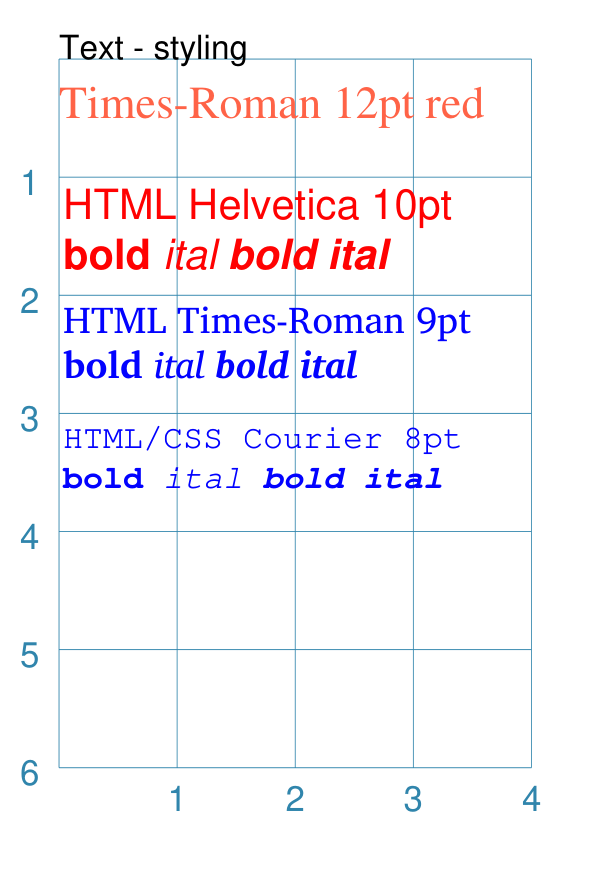 Text - styling
Times-Roman 12pt red
1
HTML Helvetica 10pt
bold ital bold ital
2
HTML Times-Roman 9pt
bold ital bold ital
3
HTML/CSS Courier 8pt
bold ital bold ital
4
5
6
1 2 3 4